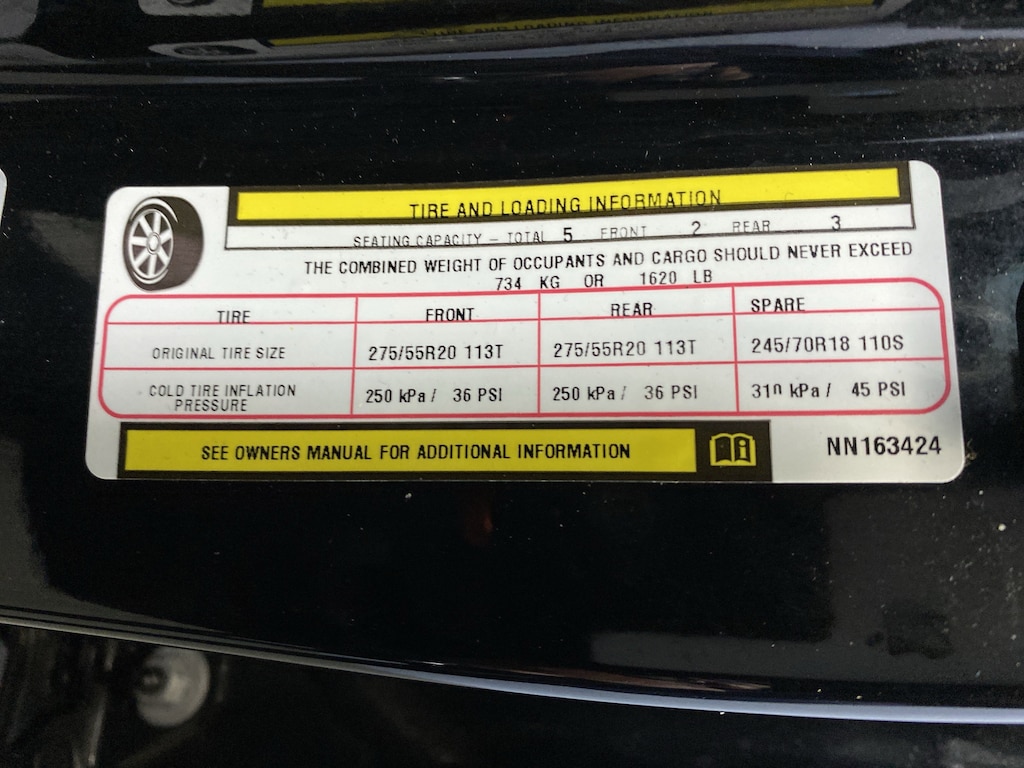 TIRE AND LOADING INFORMATION
SEATING CAPACITY – TOTAL 5 FRONT 2 REAR 3
THE COMBINED WEIGHT OF OCCUPANTS AND CARGO SHOULD NEVER EXCEED
734 KG OR 1620 LB
TIRE FRONT REAR SPARE
ORIGINAL TIRE SIZE 275/55R20 113T 275/55R20 113T 245/70R18 110S
COLD TIRE INFLATION
PRESSURE 250 kPa / 36 PSI 250 kPa / 36 PSI 310 kPa / 45 PSI
SEE OWNERS MANUAL FOR ADDITIONAL INFORMATION
NN163424